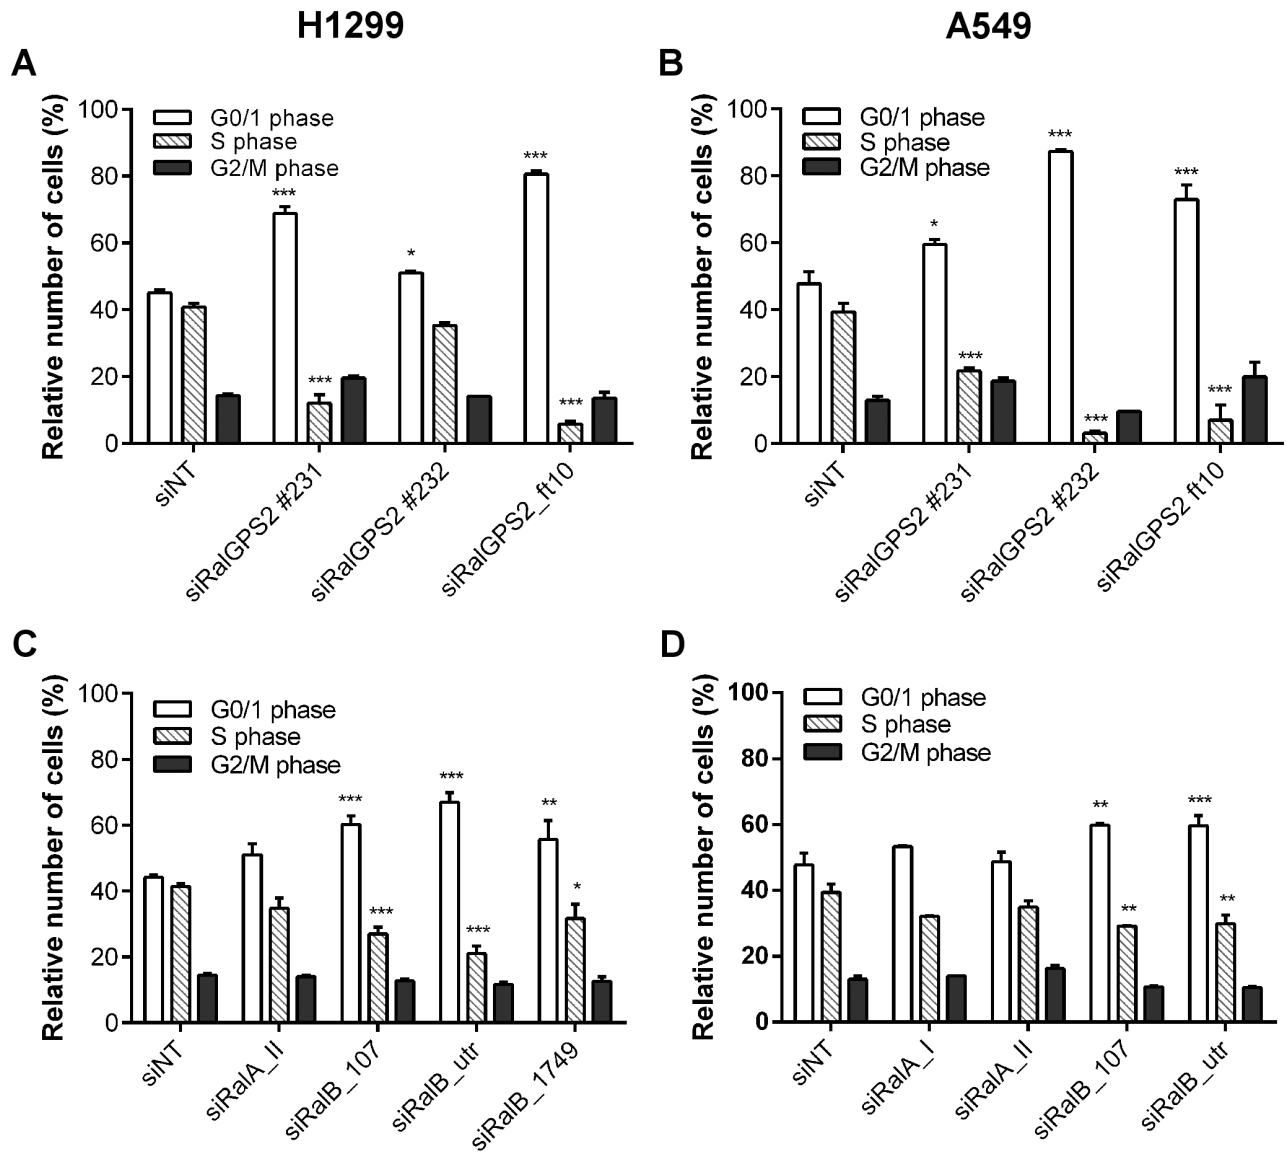 H1299
A549
A
Relative number of cells (%)
100
80
60
40
20
0
G0/1 phase
S phase
G2/M phase
***
***
*
***
***
siNT
siRalGPS2 #231
siRalGPS2 #232
siRalGPS2_ft10
B
Relative number of cells (%)
100
80
60
40
20
0
G0/1 phase
S phase
G2/M phase
*
***
***
***
***
***
siNT
siRalGPS2 #231
siRalGPS2 #232
siRalGPS2 ft10
C
Relative number of cells (%)
100
80
60
40
20
0
G0/1 phase
S phase
G2/M phase
***
***
***
***
**
*
siNT
siRalA_II
siRalB_107
siRalB_utr
siRalB_1749
D
Relative number of cells (%)
100
80
60
40
20
0
G0/1 phase
S phase
G2/M phase
**
**
***
**
siNT
siRalA_I
siRalA_II
siRalB_107
siRalB_utr